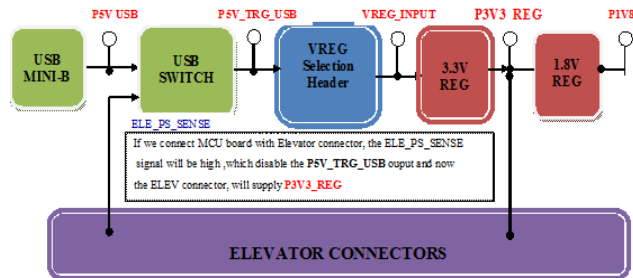 P5V USB
P5V_TRG_USB
VREG_INPUT
P3V3 REG
P1V8
USB
MINI-B
USB
SWITCH
VREG
Selection
Header
3.3V
REG
1.8V
REG
ELE_PS_SENSE
If we connect MCU board with Elevator connector, the ELE_PS_SENSE
signal will be high ,which disable the P5V_TRG_USB ouput and now
the ELEV connector, will supply P3V3_REG
ELEVATOR CONNECTORS